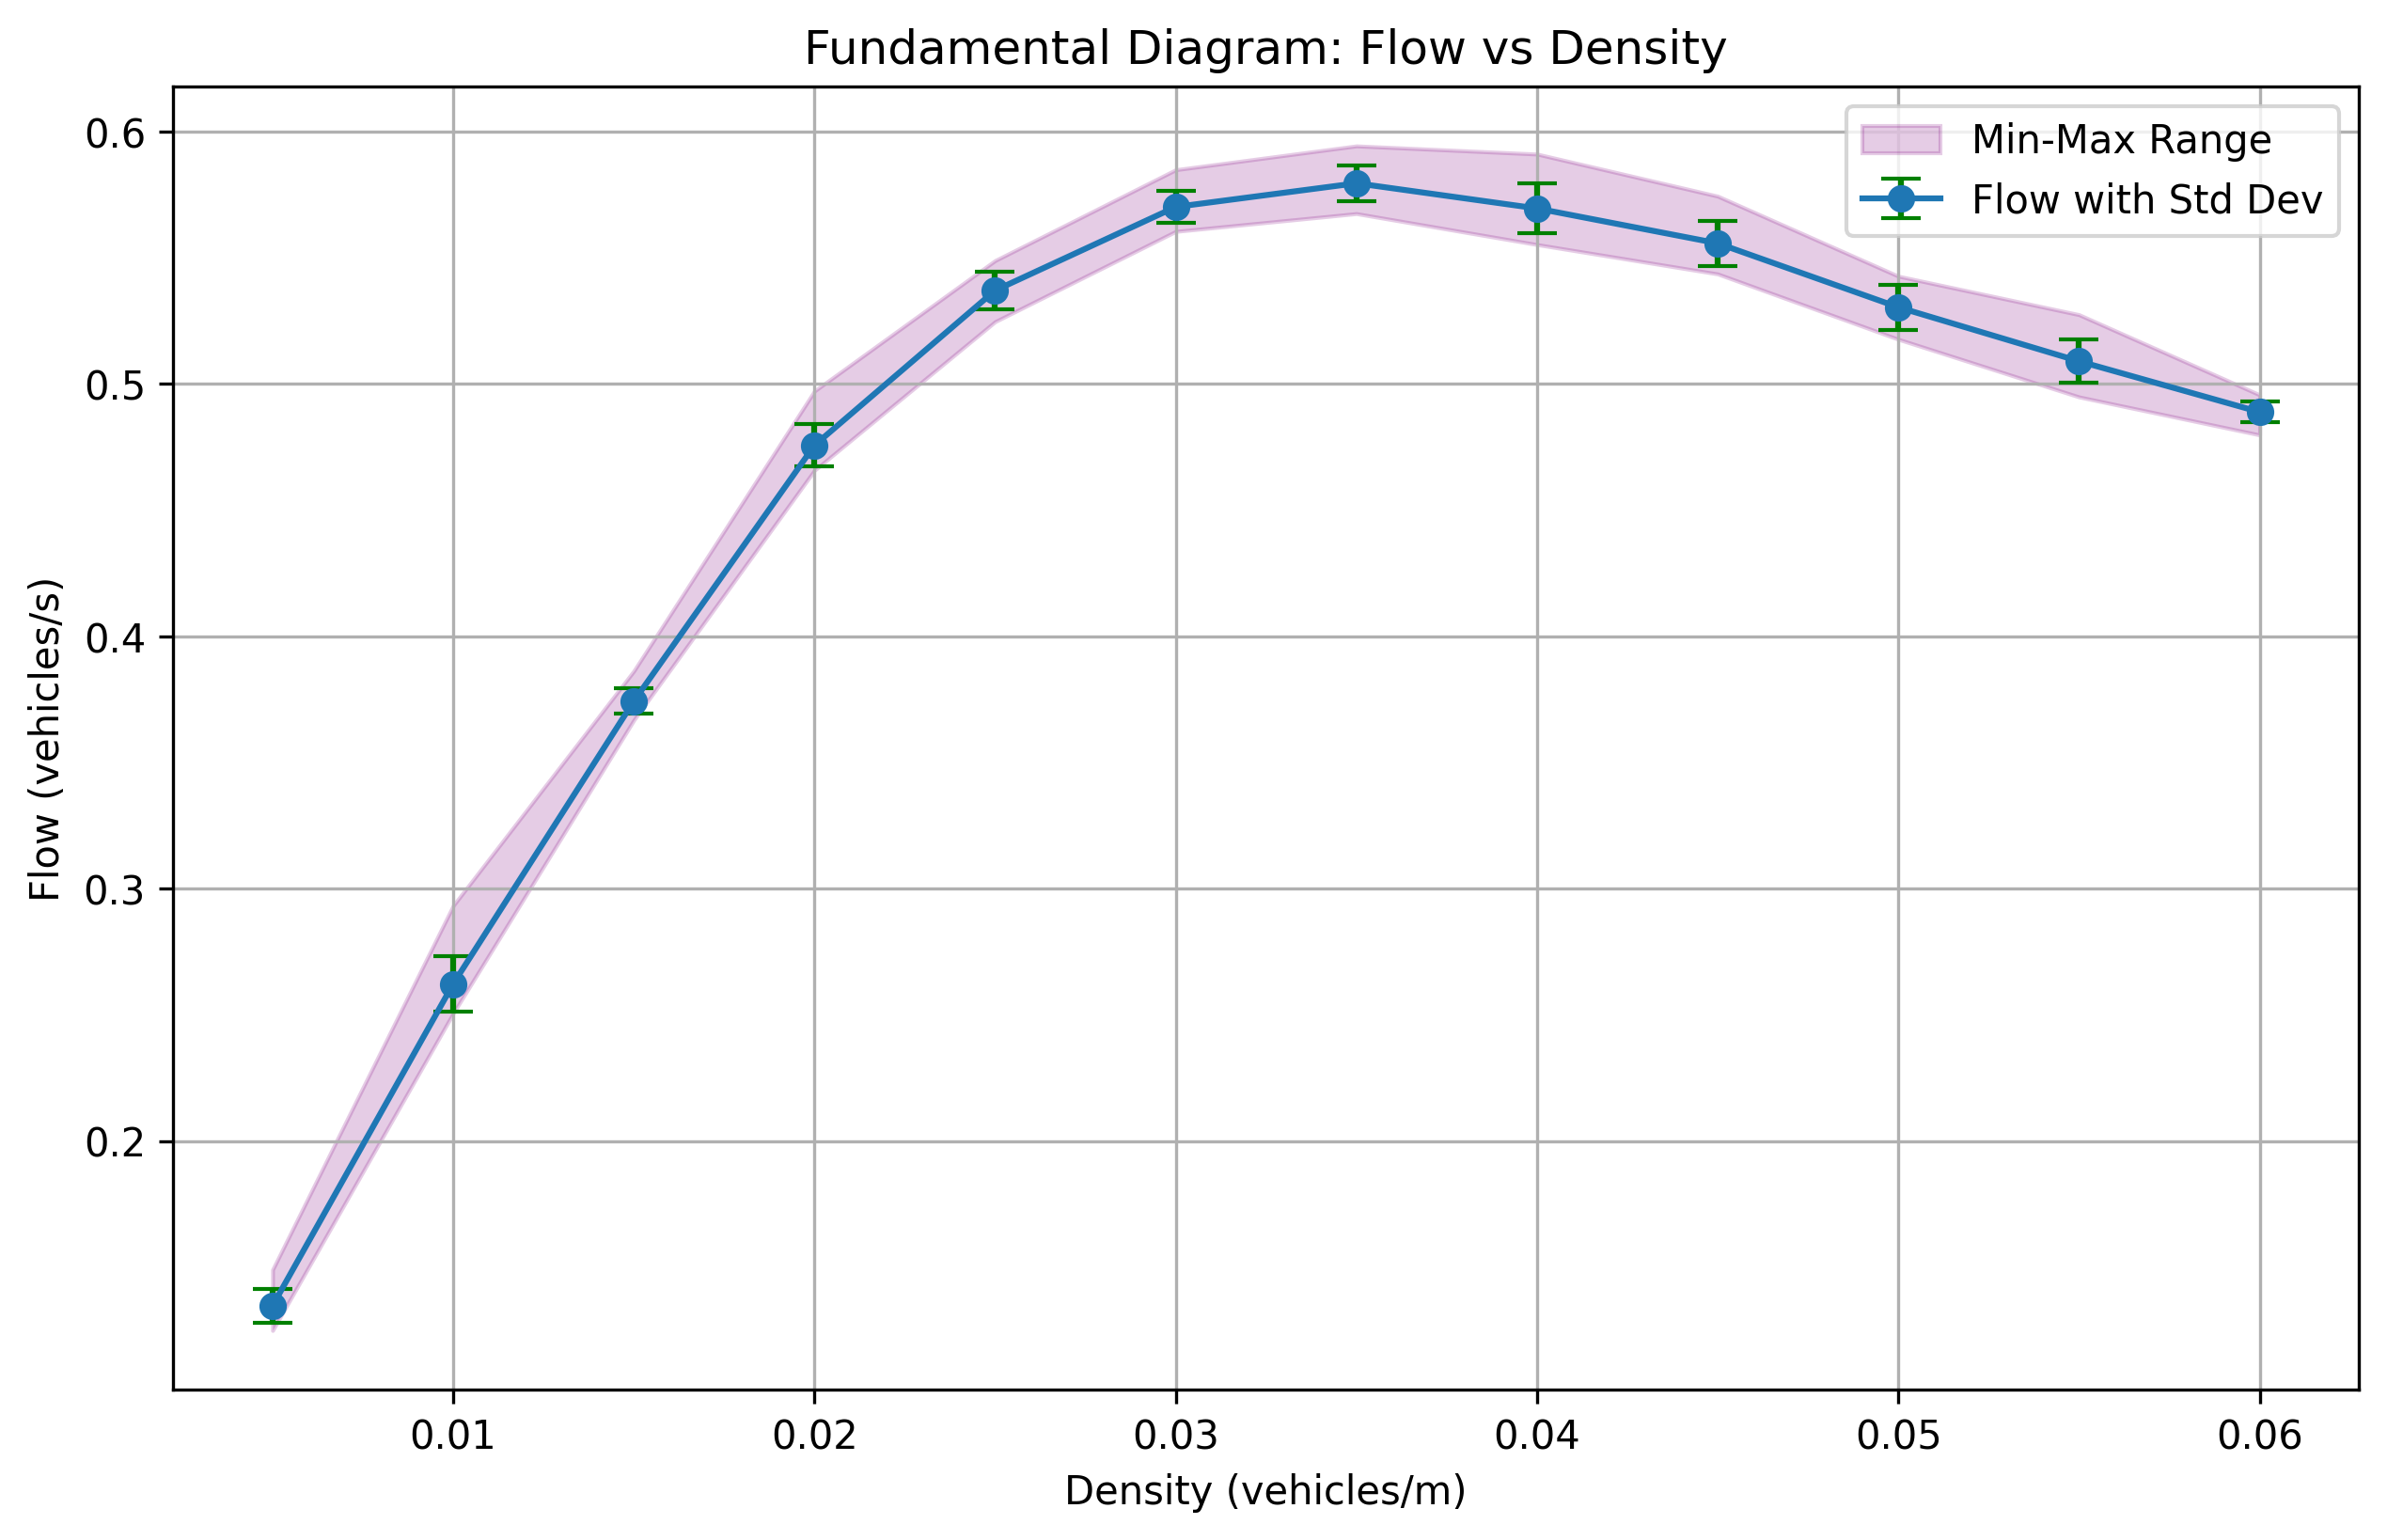 Fundamental Diagram: Flow vs Density
Min-Max Range
Flow with Std Dev
Flow (vehicles/s)
0.6
0.5
0.4
0.3
0.2
0.01 0.02 0.03 0.04 0.05 0.06
Density (vehicles/m)